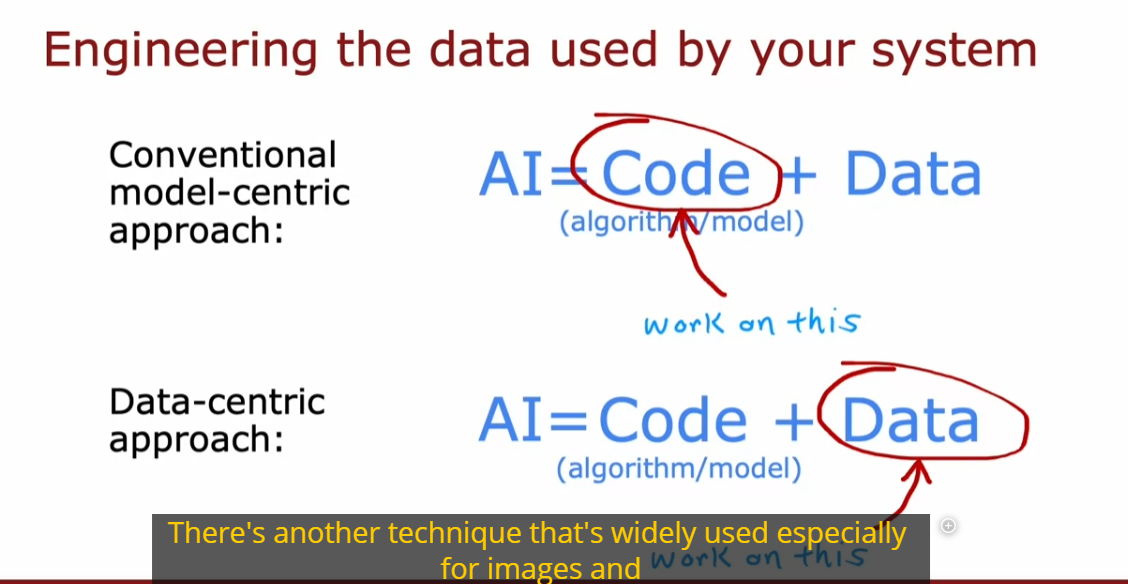 Engineering the data used by your system
Conventional
model-centric
approach:
AI=Code + Data
(algorithm/model)
work on this
Data-centric
approach:
AI=Code + Data
(algorithm/model)
work on this
There's another technique that's widely used especially
for images and